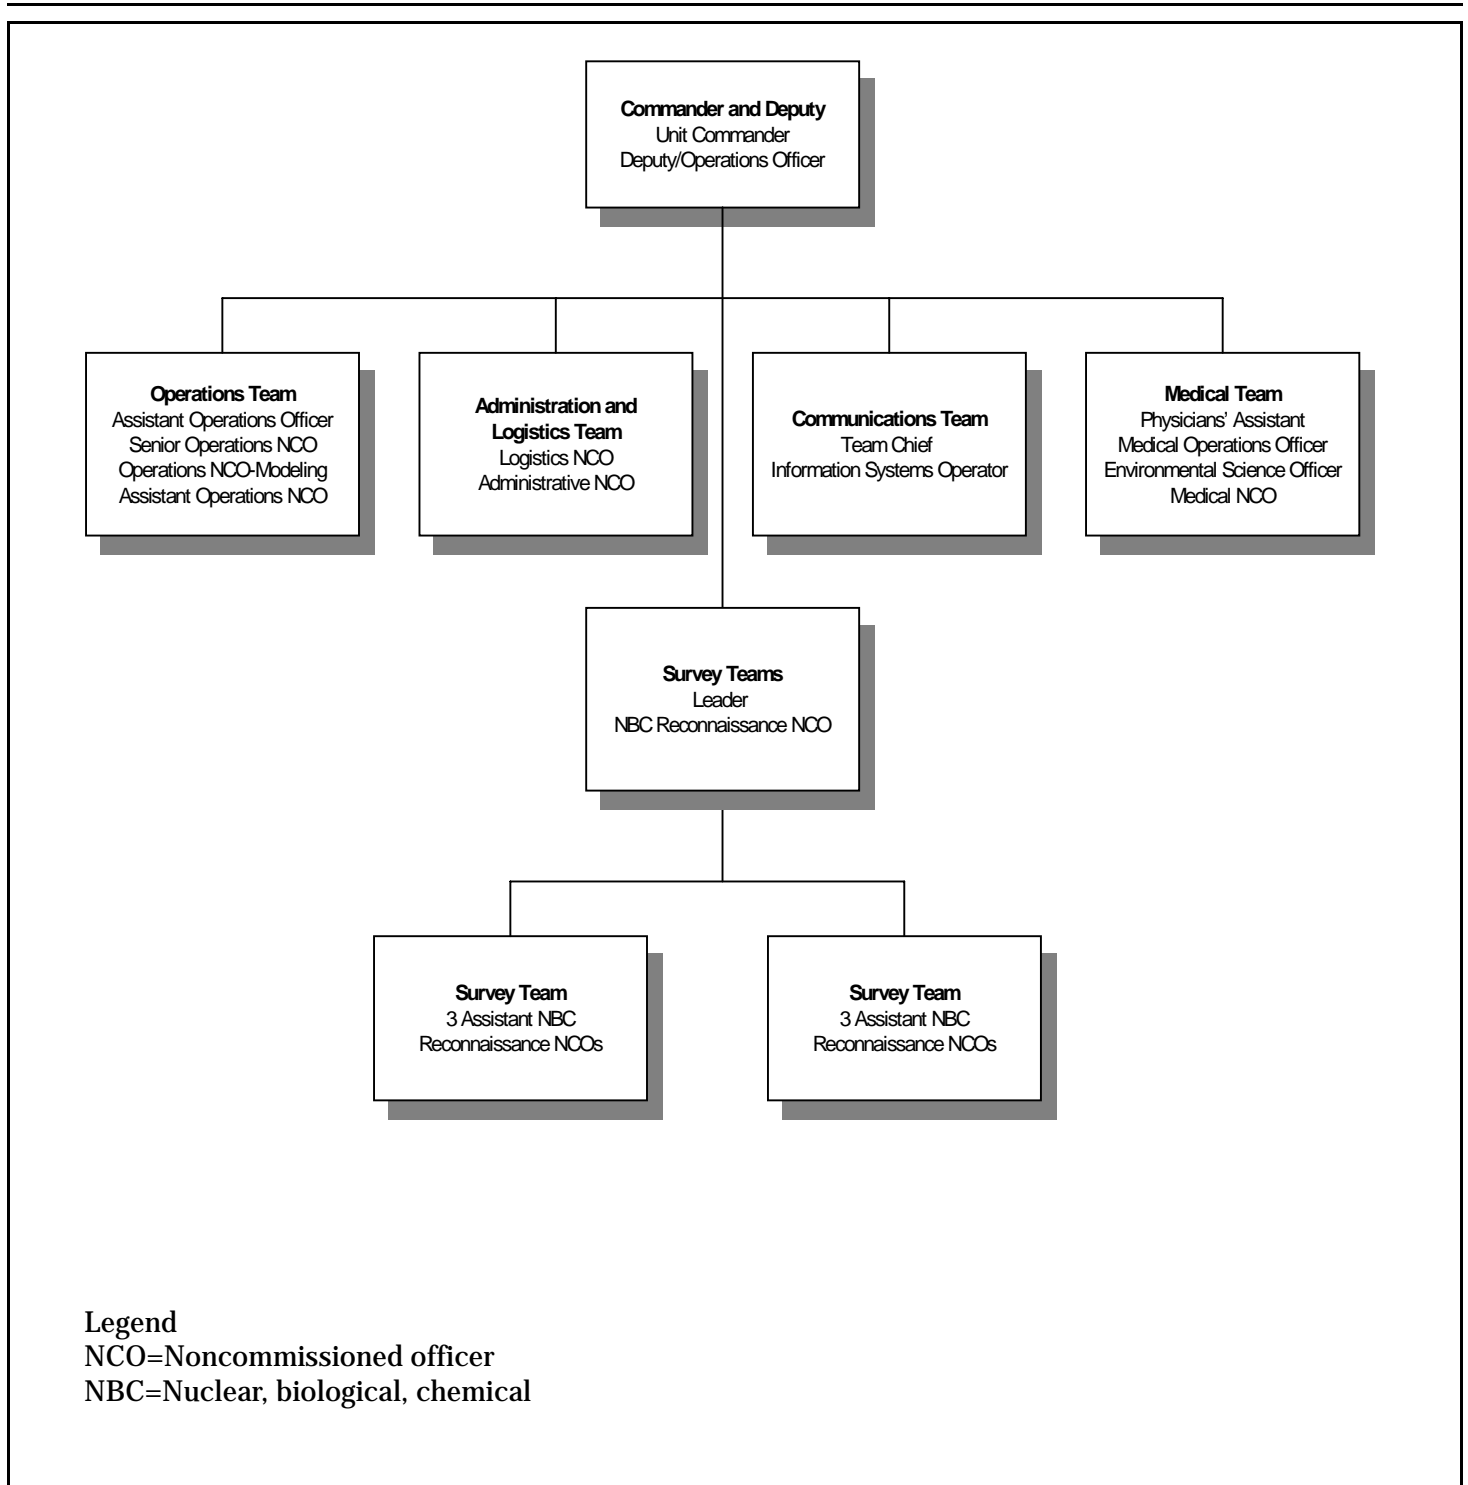 Commander and Deputy
Unit Commander
Deputy/Operations Officer
Operations Team
Assistant Operations Officer
Senior Operations NCO
Operations NCO-Modeling
Assistant Operations NCO
Administration and
Logistics Team
Logistics NCO
Administrative NCO
Communications Team
Team Chief
Information Systems Operator
Medical Team
Physicians’ Assistant
Medical Operations Officer
Environmental Science Officer
Medical NCO
Survey Teams
Leader
NBC Reconnaissance NCO
Survey Team
3 Assistant NBC
Reconnaissance NCOs
Survey Team
3 Assistant NBC
Reconnaissance NCOs
Legend
NCO=Noncommissioned officer
NBC=Nuclear, biological, chemical